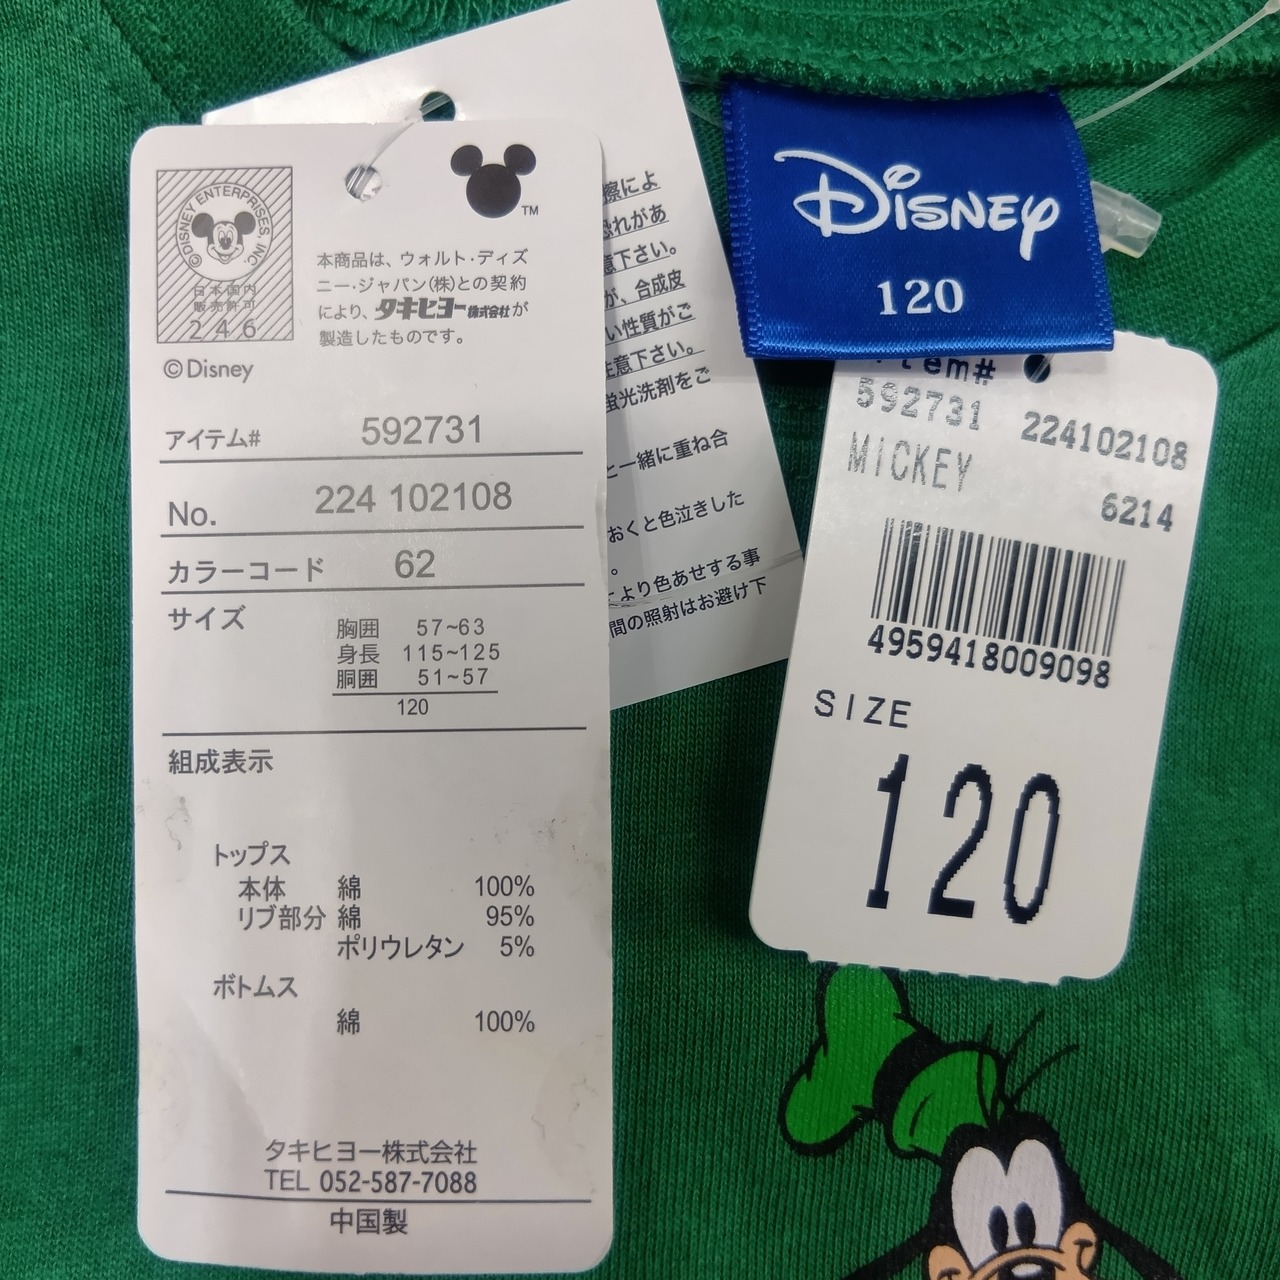 ©DISNEY ENTERPRISES, INC.
日本国内
販売許可
246
©Disney
TM
本商品は、ウォルト・ディズ
ニー・ジャパン(株)との契約
により、タキヒヨー株式会社が
製造したものです。
アイテム# 592731
No. 224 102108
カラーコード 62
サイズ
胸囲 57~63
身長 115~125
胴囲 51~57
120
組成表示
トップス
本体 綿 100%
リブ部分 綿 95%
ポリウレタン 5%
ボトムス
綿 100%
タキヒヨー株式会社
TEL 052-587-7088
中国製
擦によ
恐れがあ
意下さい。
が、合成皮
い性質がご
注意下さい。
蛍光洗剤をご
と一緒に重ね合
おくと色泣きした
。
により色あせする事
間の照射はお避け下
Disney
120
Item#
592731 224102108
MICKEY
6214
4959418009098
SIZE
120